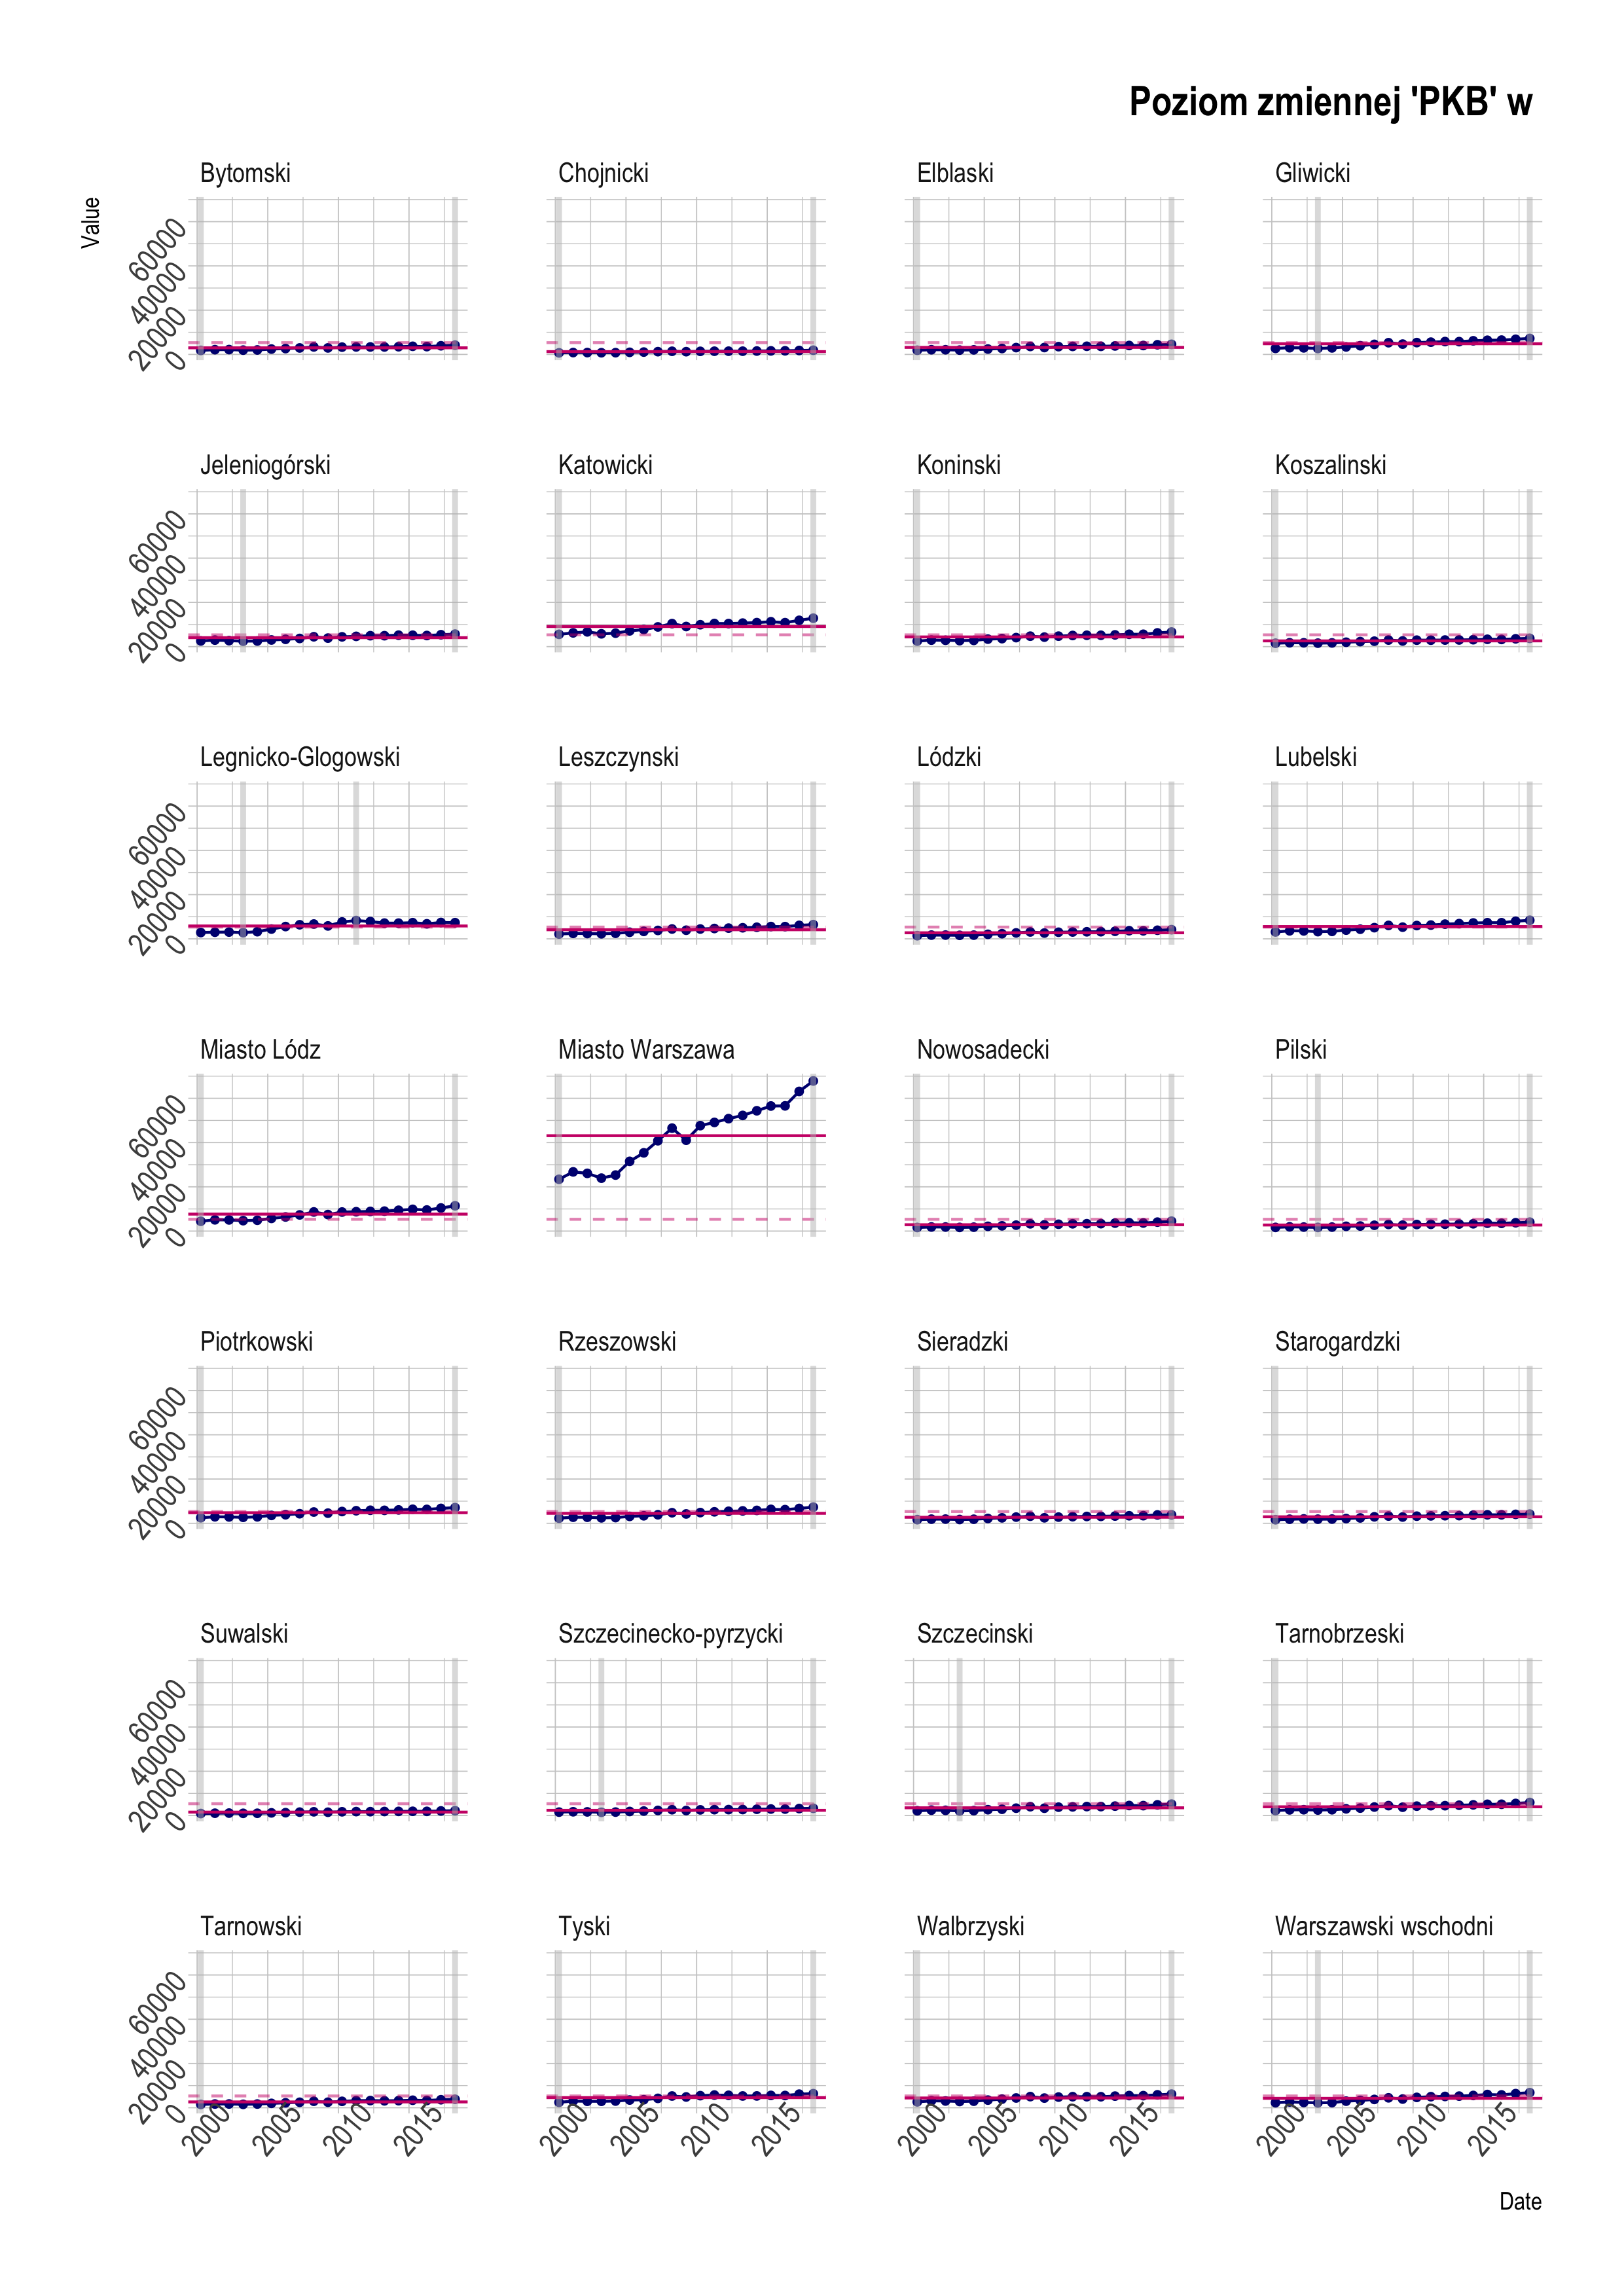 Poziom zmiennej 'PKB' w
Value
Bytomski Chojnicki Elblaski Gliwicki
60000
40000
20000
0
Jeleniogórski Katowicki Koninski Koszalinski
60000
40000
20000
0
Legnicko-Glogowski Leszczynski Lódzki Lubelski
60000
40000
20000
0
Miasto Lódz Miasto Warszawa Nowosadecki Pilski
60000
40000
20000
0
Piotrkowski Rzeszowski Sieradzki Starogardzki
60000
40000
20000
0
Suwalski Szczecinecko-pyrzycki Szczecinski Tarnobrzeski
60000
40000
20000
0
Tarnowski Tyski Walbrzyski Warszawski wschodni
60000
40000
20000
0
2000 2005 2010 2015 2000 2005 2010 2015 2000 2005 2010 2015 2000 2005 2010 2015
Date